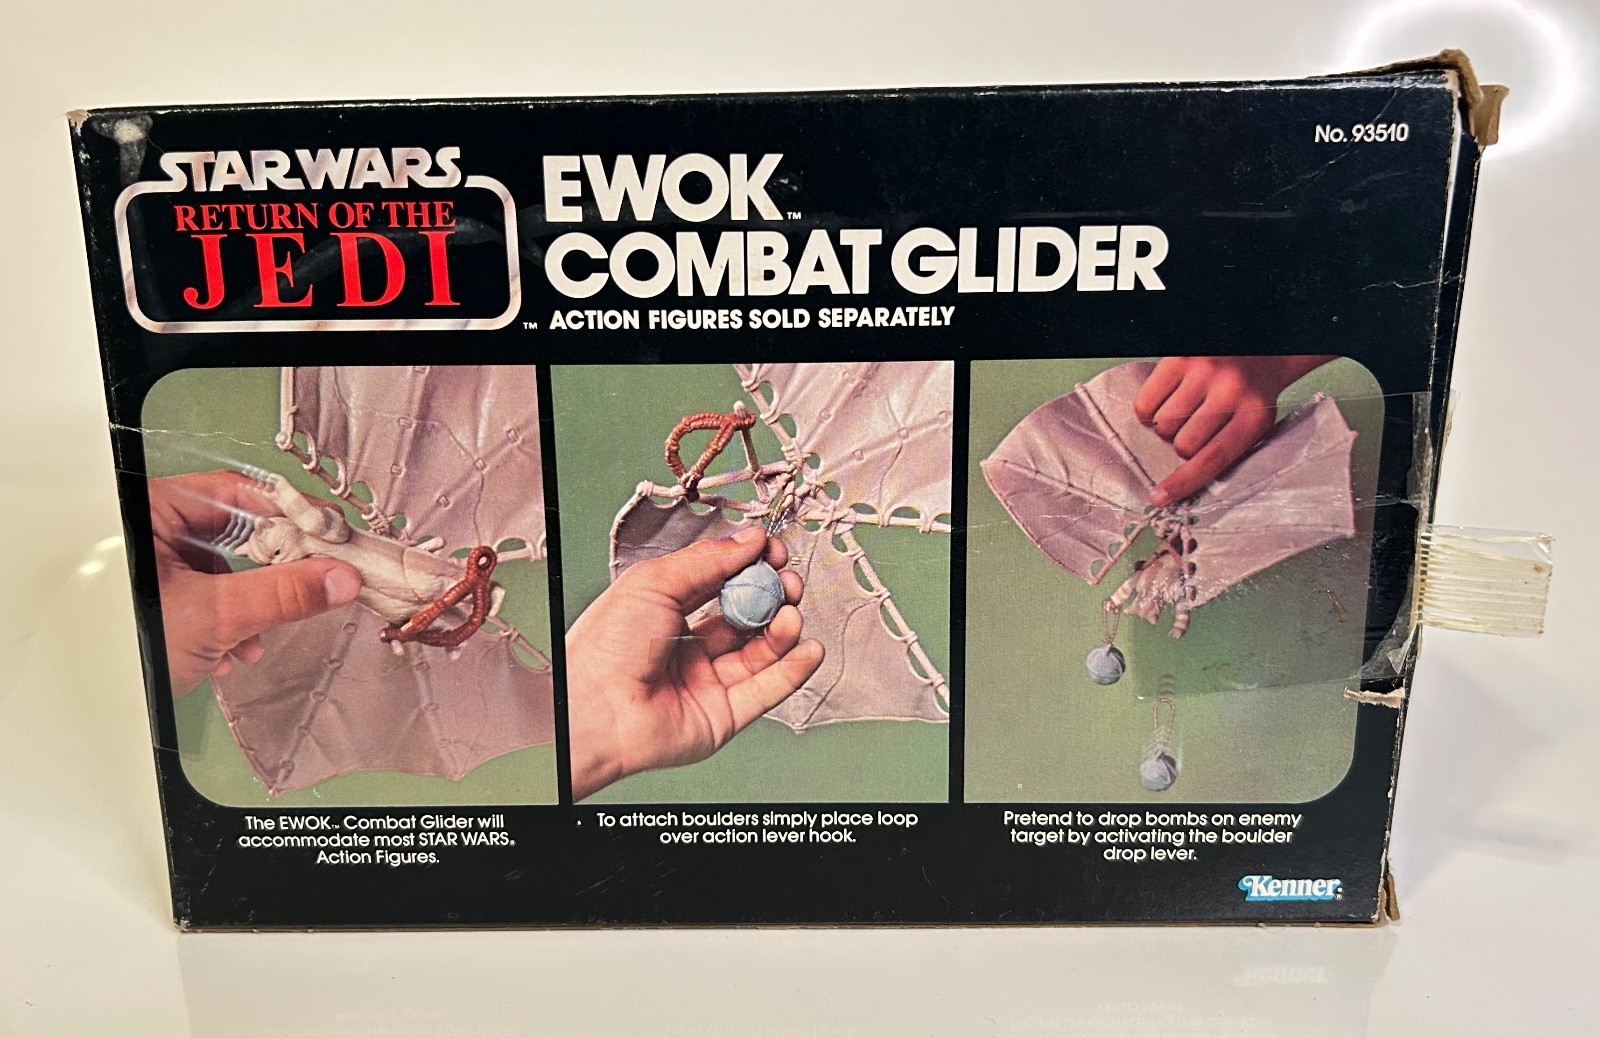 No. 93510
STAR WARS
RETURN OF THE
JEDI
™
EWOK™
COMBAT GLIDER
ACTION FIGURES SOLD SEPARATELY
The EWOK™ Combat Glider will
accommodate most STAR WARS®
Action Figures.
To attach boulders simply place loop
over action lever hook.
Pretend to drop bombs on enemy
target by activating the boulder
drop lever.
Kenner®